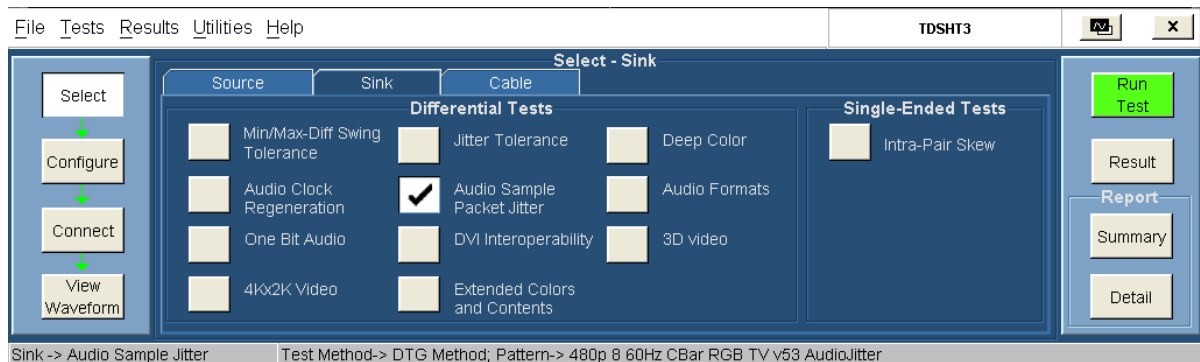 File Tests Results Utilities Help
TDSHT3
x
Select - Sink
Source Sink Cable
Select
Configure
Connect
View
Waveform
Differential Tests
Min/Max-Diff Swing
Tolerance
Jitter Tolerance
Deep Color
Audio Clock
Regeneration
Audio Sample
Packet Jitter
Audio Formats
One Bit Audio
DVI Interoperability
3D video
4Kx2K Video
Extended Colors
and Contents
Single-Ended Tests
Intra-Pair Skew
Run
Test
Result
Report
Summary
Detail
Sink -> Audio Sample Jitter
Test Method-> DTG Method; Pattern-> 480p 8 60Hz CBar RGB TV v53 AudioJitter